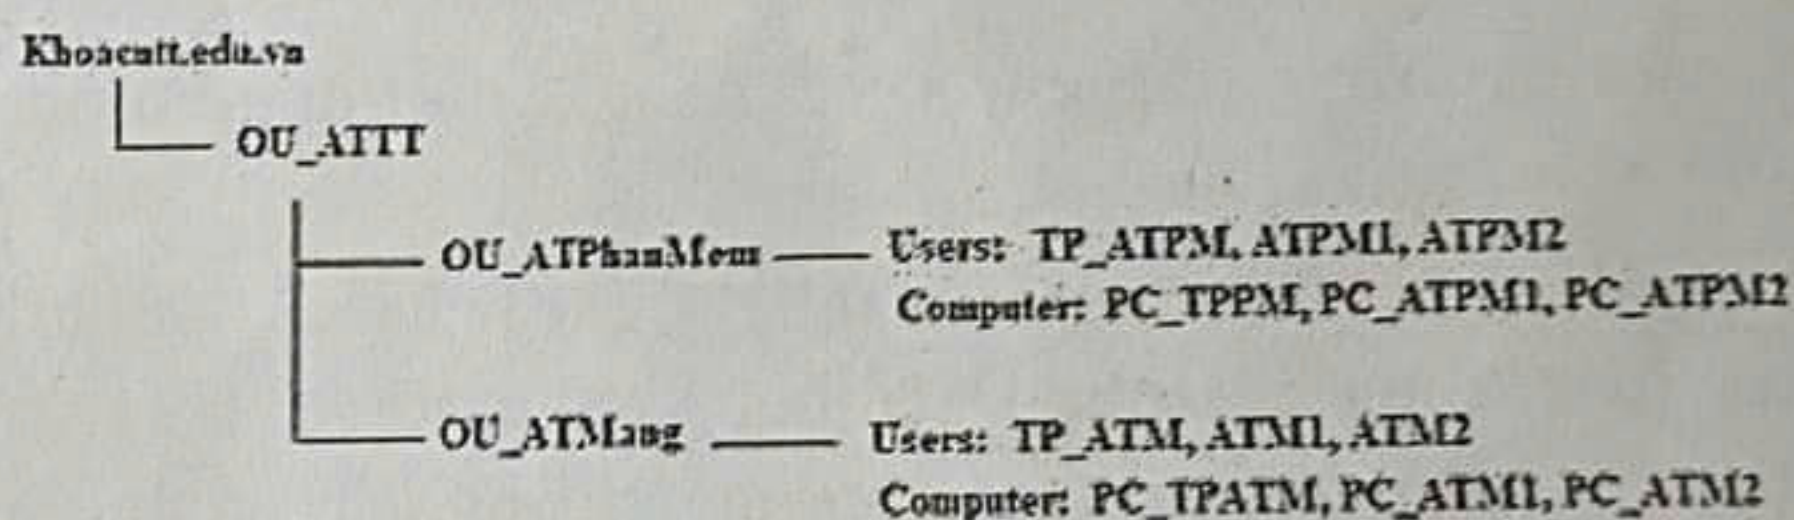 Khoacntt.edu.vn
OU_ATTT
OU_ATPhanMem
Users: TP_ATPM, ATPM1, ATPM2
Computer: PC_TPPM, PC_ATPM1, PC_ATPM2
OU_ATMang
Users: TP_ATM, ATM1, ATM2
Computer: PC_TPATM, PC_ATM1, PC_ATM2